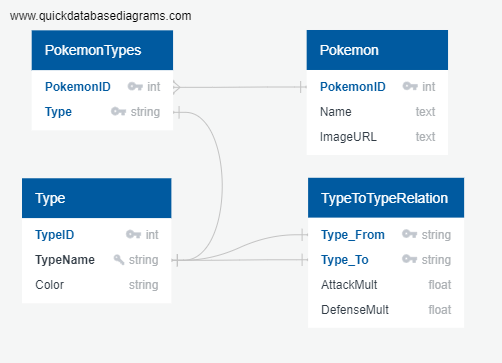 www.quickdatabasediagrams.com
PokemonTypes
PokemonID int
Type string
Pokemon
PokemonID int
Name text
ImageURL text
Type
TypeID int
TypeName string
Color string
TypeToTypeRelation
Type_From string
Type_To string
AttackMult float
DefenseMult float